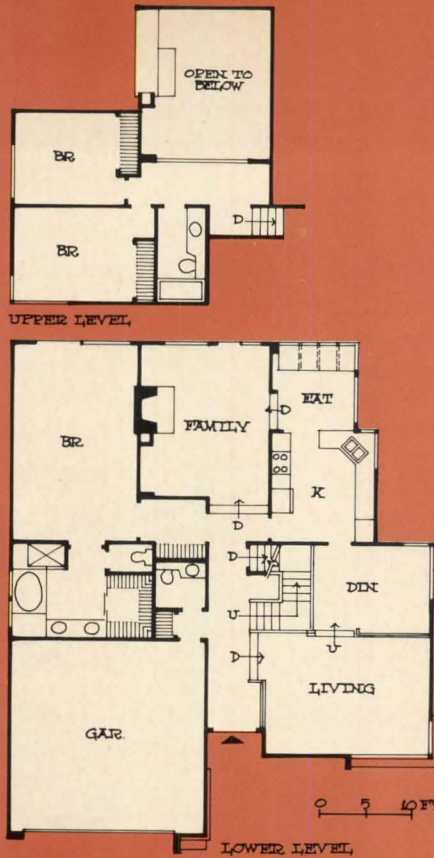 OPEN TO
BELOW
BR
BR
D
UPPER LEVEL
BR
FAMILY
EAT
D
K
D
D
DIN
U
U
D
LIVING
GAR.
0 5 10 FT
LOWER LEVEL